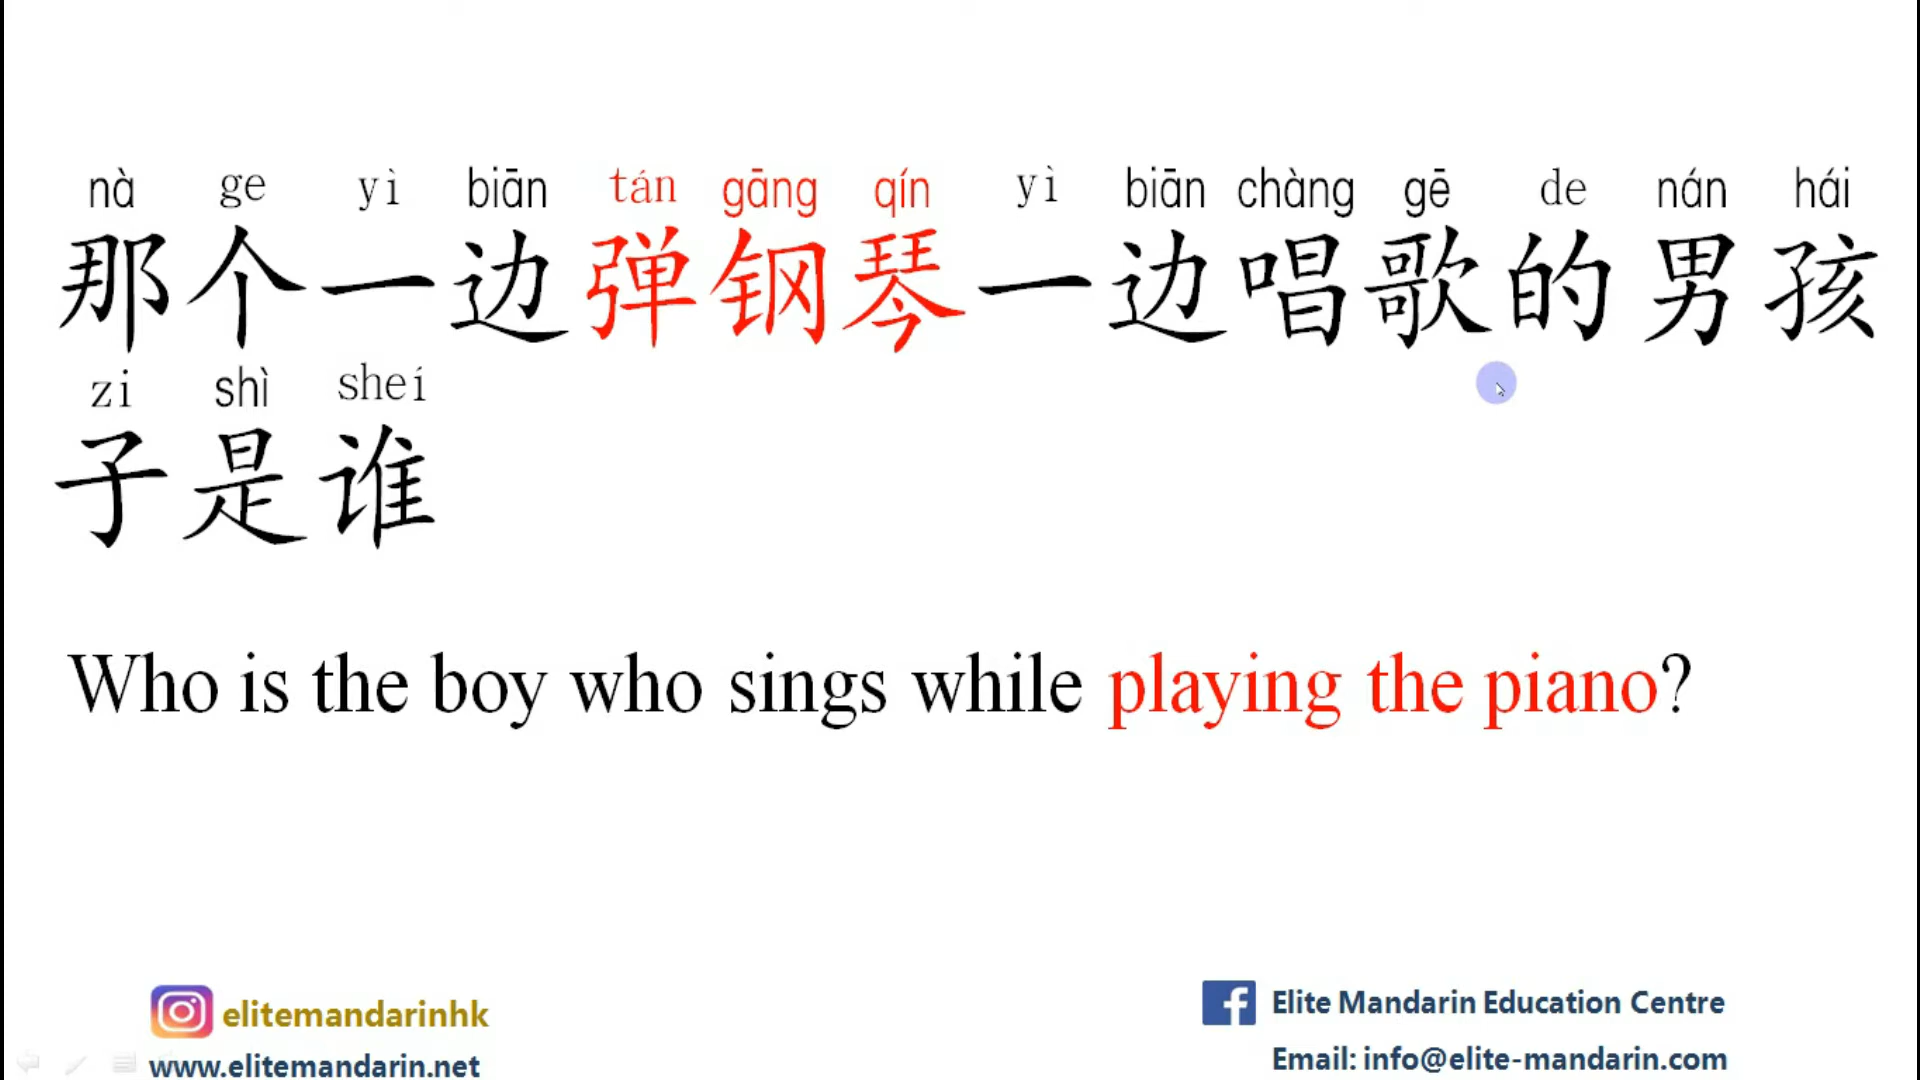 nà ge yì biān tán gāng qín yì biān chàng gē de nán hái
那个一边弹钢琴一边唱歌的男孩
zi shì sheí
子是谁
Who is the boy who sings while playing the piano?
elitemandarinhk
www.elitemandarin.net
Elite Mandarin Education Centre
Email: info@elite-mandarin.com